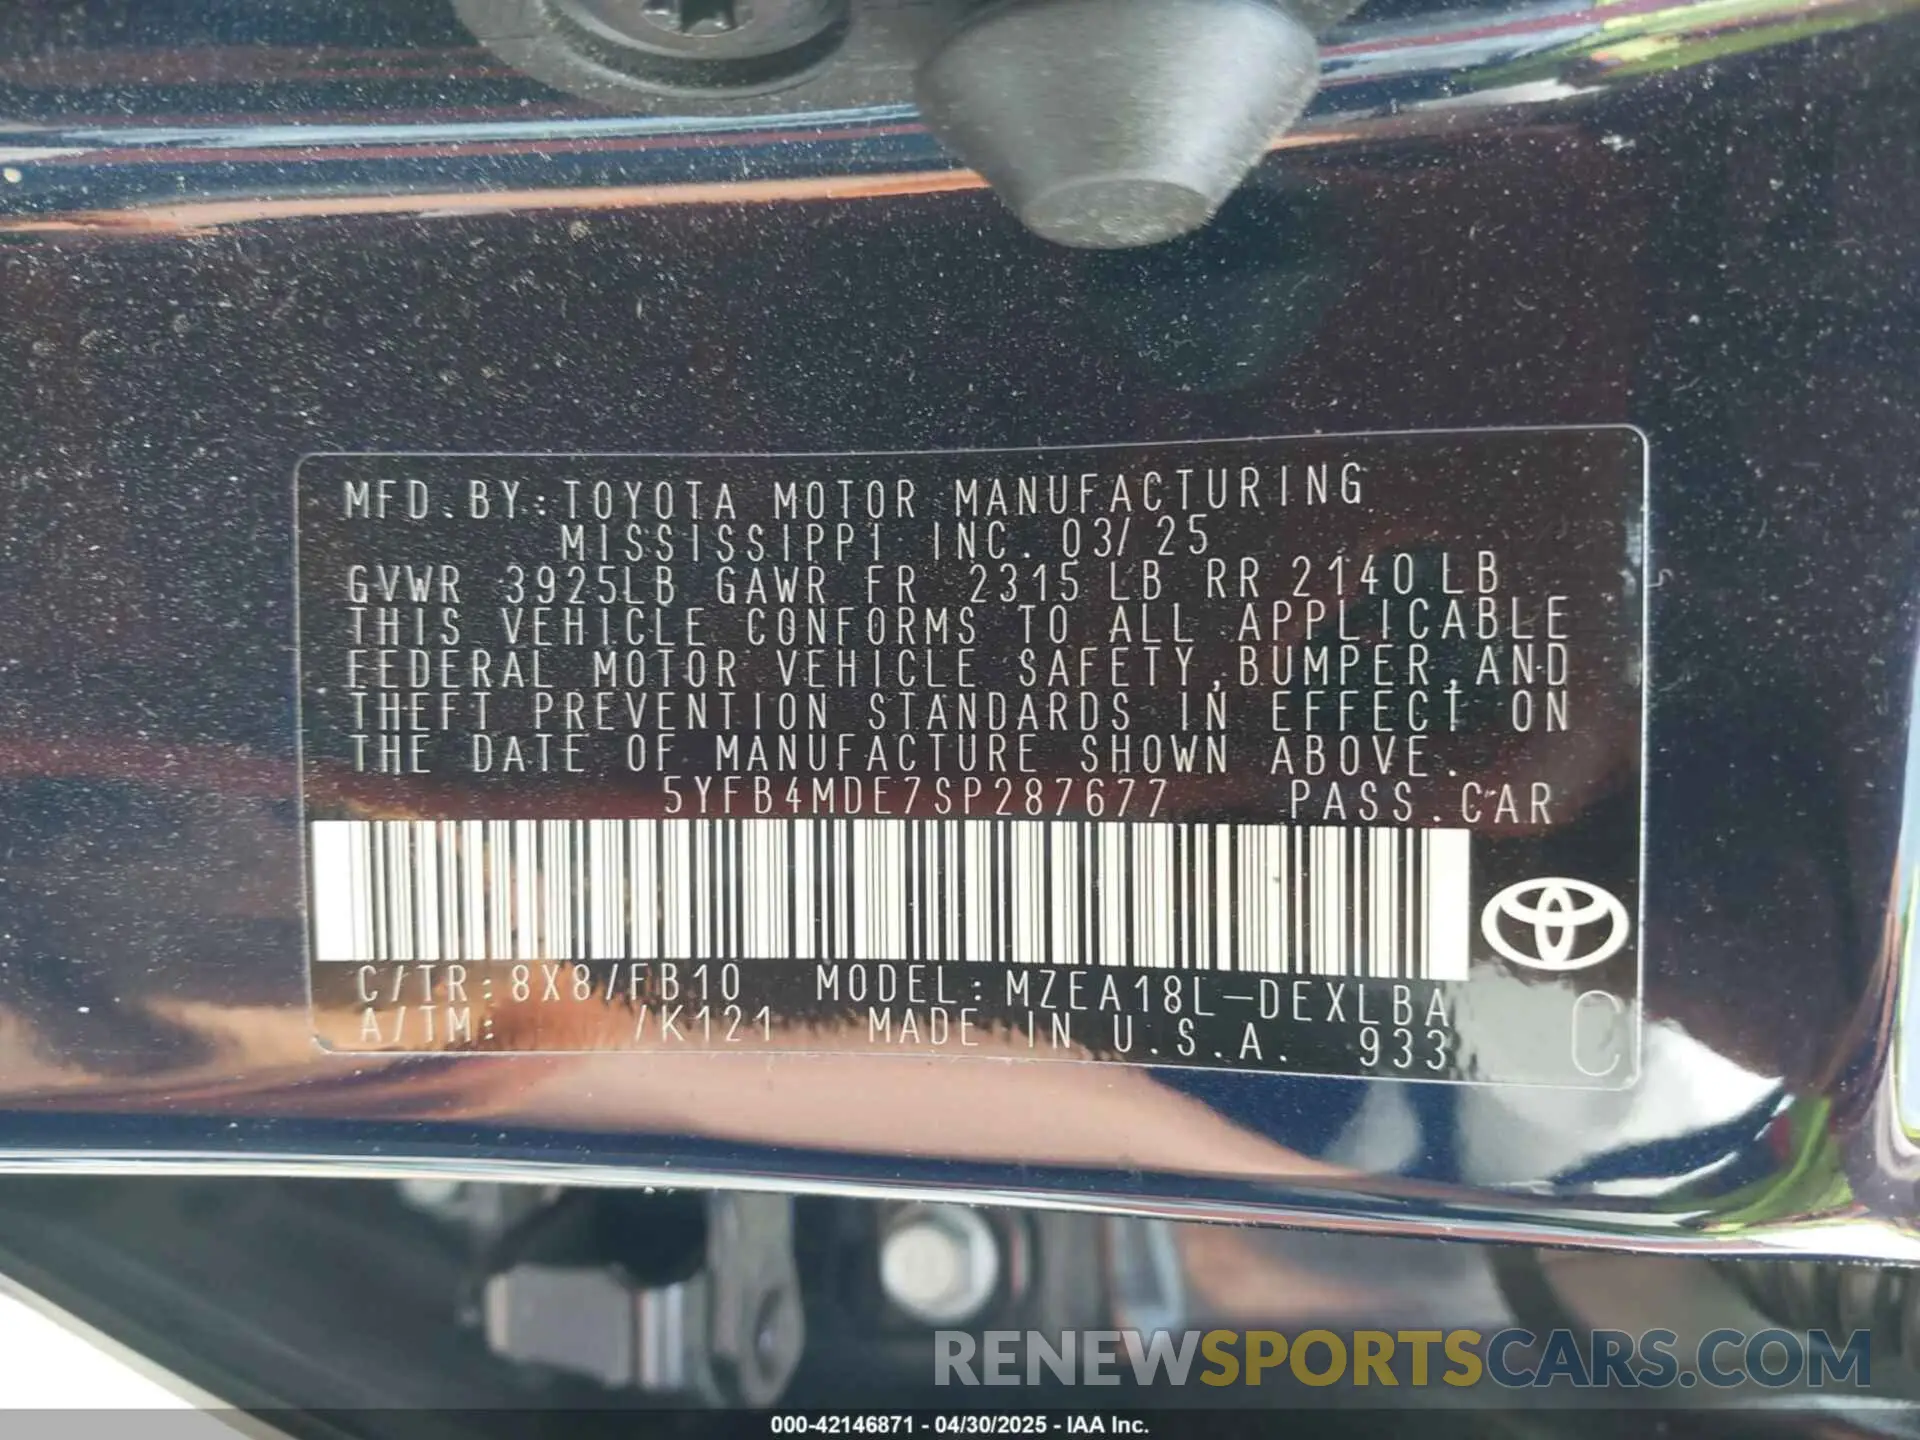 MFD.BY:TOYOTA MOTOR MANUFACTURING
MISSISSIPPI INC. 03/25
GVWR 3925LB GAWR FR 2315 LB RR 2140 LB
THIS VEHICLE CONFORMS TO ALL APPLICABLE
FEDERAL MOTOR VEHICLE SAFETY,BUMPER,AND
THEFT PREVENTION STANDARDS IN EFFECT ON
THE DATE OF MANUFACTURE SHOWN ABOVE.
5YFB4MDE7SP287677 PASS.CAR
C/TR:8X8/FB10 MODEL:MZEA18L-DEXLBA
A/TM: /K121 MADE IN U.S.A. 933
C
RENEWSPORTSCARS.COM
000-42146871 - 04/30/2025 - IAA Inc.